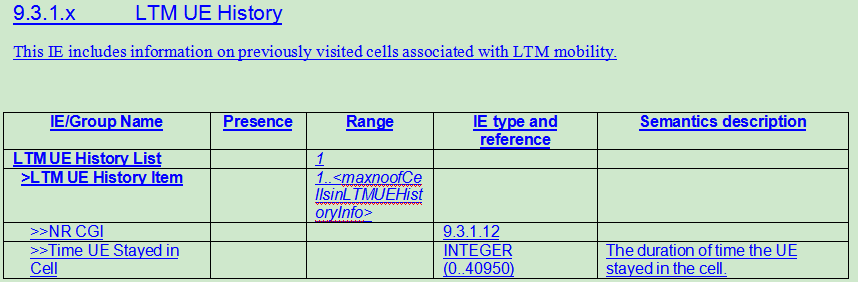 9.3.1.x LTM UE History
This IE includes information on previously visited cells associated with LTM mobility.
IE/Group Name Presence Range IE type and reference Semantics description
LTM UE History List 1
>LTM UE History Item 1..<maxnoofCellsinLTMUEHistoryInfo>
>>NR CGI 9.3.1.12
>>Time UE Stayed in Cell INTEGER (0..40950) The duration of time the UE stayed in the cell.